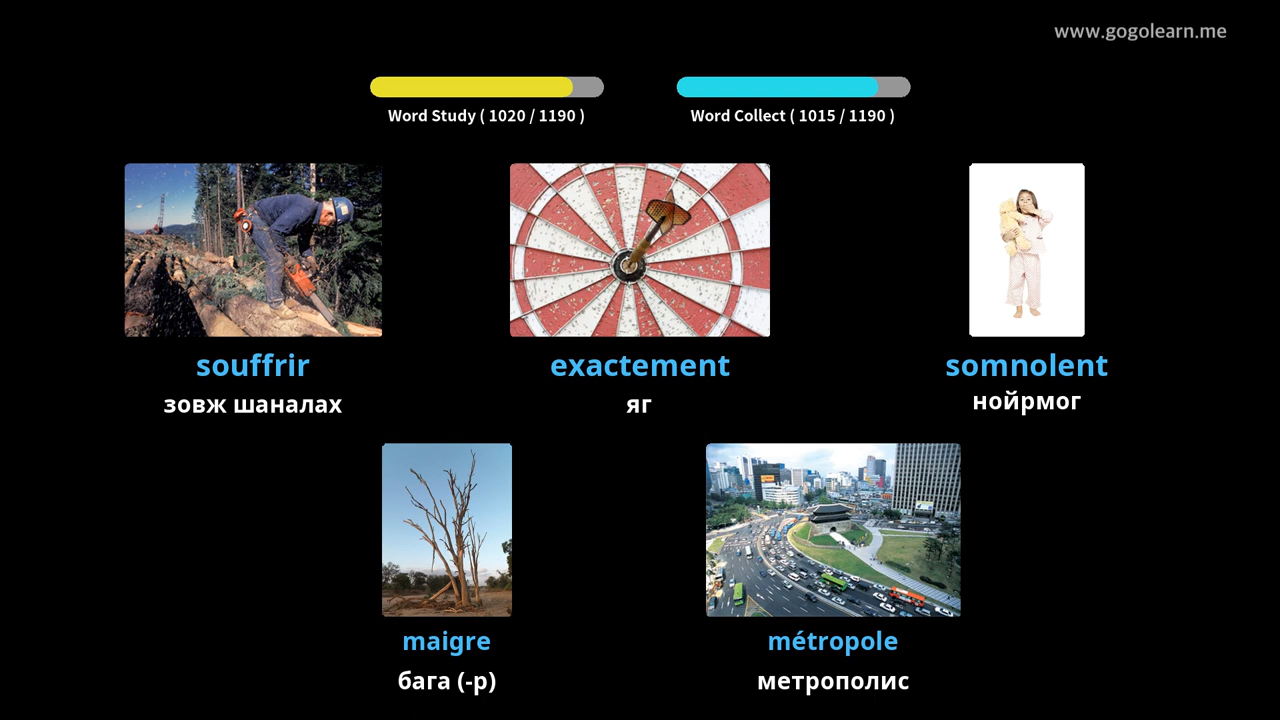 www.gogolearn.me
Word Study ( 1020 / 1190 )
Word Collect ( 1015 / 1190 )
souffrir
зовж шаналах
exactement
яг
somnolent
нойрмог
maigre
бага (-р)
métropole
метрополис